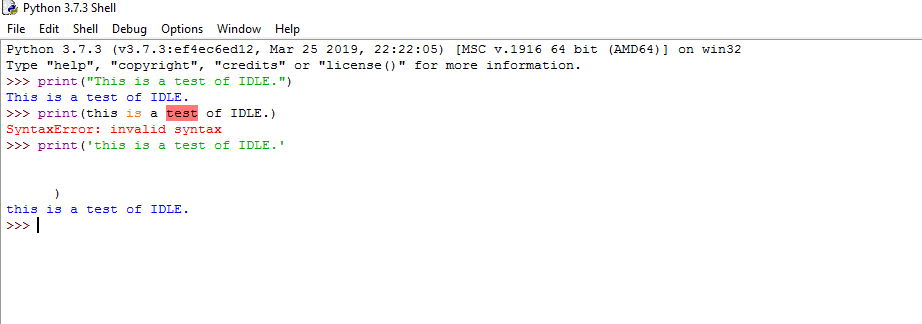 Python 3.7.3 Shell
File Edit Shell Debug Options Window Help
Python 3.7.3 (v3.7.3:ef4ec6ed12, Mar 25 2019, 22:22:05) [MSC v.1916 64 bit (AMD64)] on win32
Type "help", "copyright", "credits" or "license()" for more information.
>>> print("This is a test of IDLE.")
This is a test of IDLE.
>>> print(this is a test of IDLE.)
SyntaxError: invalid syntax
>>> print('this is a test of IDLE.'
)
this is a test of IDLE.
>>>